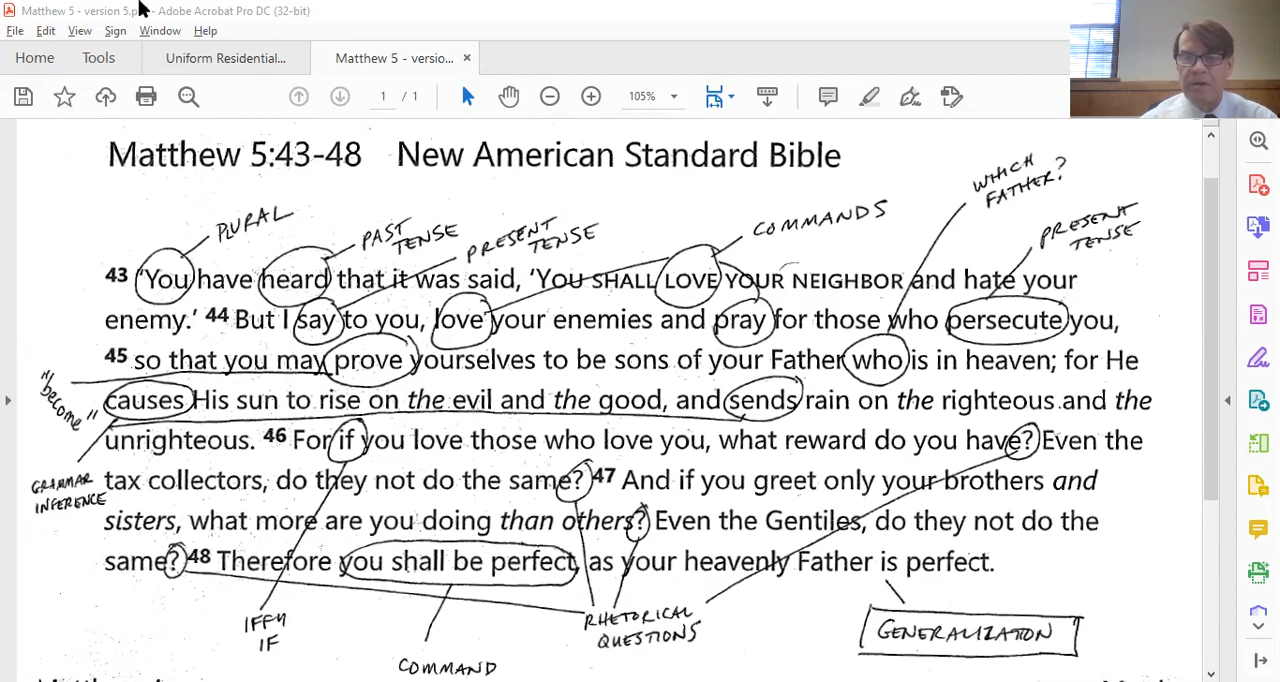 Matthew 5 - version 5.p - Adobe Acrobat Pro DC (32-bit)
File Edit View Sign Window Help
Home Tools Uniform Residential... Matthew 5 - versio... ×
1 / 1 105%
Matthew 5:43-48 New American Standard Bible
WHICH
FATHER?
PLURAL
PAST
TENSE
PRESENT
TENSE
COMMANDS
PRESENT
TENSE
43 “You have heard that it was said, ‘YOU SHALL LOVE YOUR NEIGHBOR and hate your
enemy.’ 44 But I say to you, love your enemies and pray for those who persecute you,
45 so that you may prove yourselves to be sons of your Father who is in heaven; for He
"become"
causes His sun to rise on the evil and the good, and sends rain on the righteous and the
unrighteous. 46 For if you love those who love you, what reward do you have? Even the
GRAMMAR
INFERENCE
tax collectors, do they not do the same? 47 And if you greet only your brothers and
sisters, what more are you doing than others? Even the Gentiles, do they not do the
same? 48 Therefore you shall be perfect, as your heavenly Father is perfect.
IFFY
IF
RHETORICAL
QUESTIONS
GENERALIZATION
COMMAND